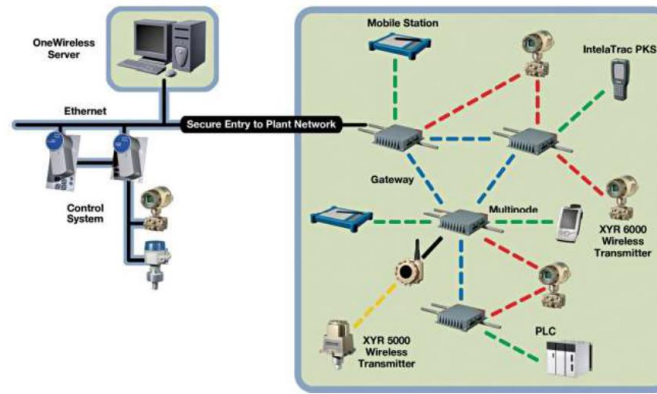 OneWireless
Server
Mobile Station
IntelaTrac PKS
Ethernet
Secure Entry to Plant Network
Gateway
Control
System
Multinode
XYR 6000
Wireless
Transmitter
XYR 5000
Wireless
Transmitter
PLC